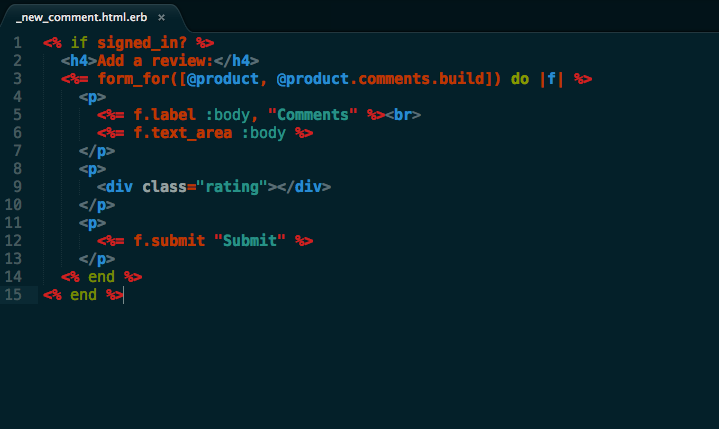 _new_comment.html.erb ×
1 <% if signed_in? %>
2   <h4>Add a review:</h4>
3   <%= form_for([@product, @product.comments.build]) do |f| %>
4     <p>
5       <%= f.label :body, "Comments" %><br>
6       <%= f.text_area :body %>
7     </p>
8     <p>
9       <div class="rating"></div>
10     </p>
11     <p>
12       <%= f.submit "Submit" %>
13     </p>
14   <% end %>
15 <% end %>